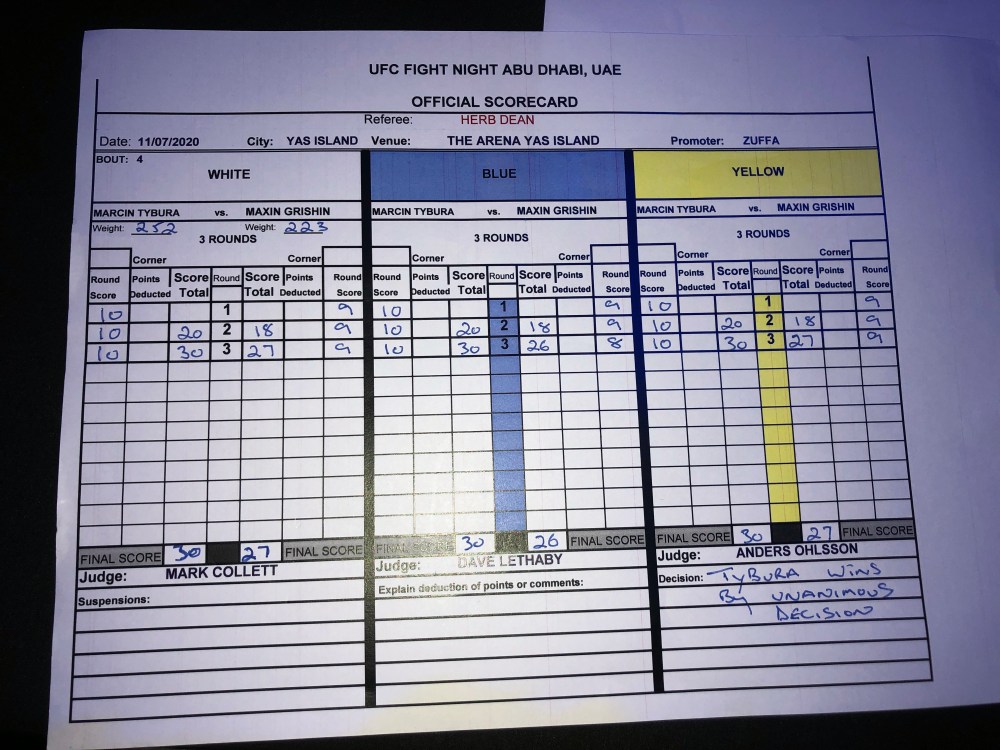 UFC FIGHT NIGHT ABU DHABI, UAE
OFFICIAL SCORECARD
Referee: HERB DEAN
Date: 11/07/2020 City: YAS ISLAND Venue: THE ARENA YAS ISLAND Promoter: ZUFFA
BOUT: 4
WHITE BLUE YELLOW
MARCIN TYBURA vs. MAXIN GRISHIN MARCIN TYBURA vs. MAXIN GRISHIN MARCIN TYBURA vs. MAXIN GRISHIN
Weight: 252 Weight: 223
3 ROUNDS 3 ROUNDS 3 ROUNDS
Corner Corner Corner Corner Corner Corner
Round Points Score Round Score Points Round Round Points Score Round Score Points Round Round Points Score Round Score Points Round
Score Deducted Total Total Deducted Score Score Deducted Total Total Deducted Score Score Deducted Total Total Deducted Score
10 1 9 10 1 9 10 1 9
10 20 2 18 9 10 20 2 18 9 10 20 2 18 9
10 30 3 27 9 10 30 3 26 8 10 30 3 27 9
FINAL SCORE 30 27 FINAL SCORE FINAL SCORE 30 26 FINAL SCORE FINAL SCORE 30 27 FINAL SCORE
Judge: MARK COLLETT Judge: DAVE LETHABY Judge: ANDERS OHLSSON
Suspensions: Explain deduction of points or comments: Decision: TYBURA WINS
By UNANIMOUS
DECISION